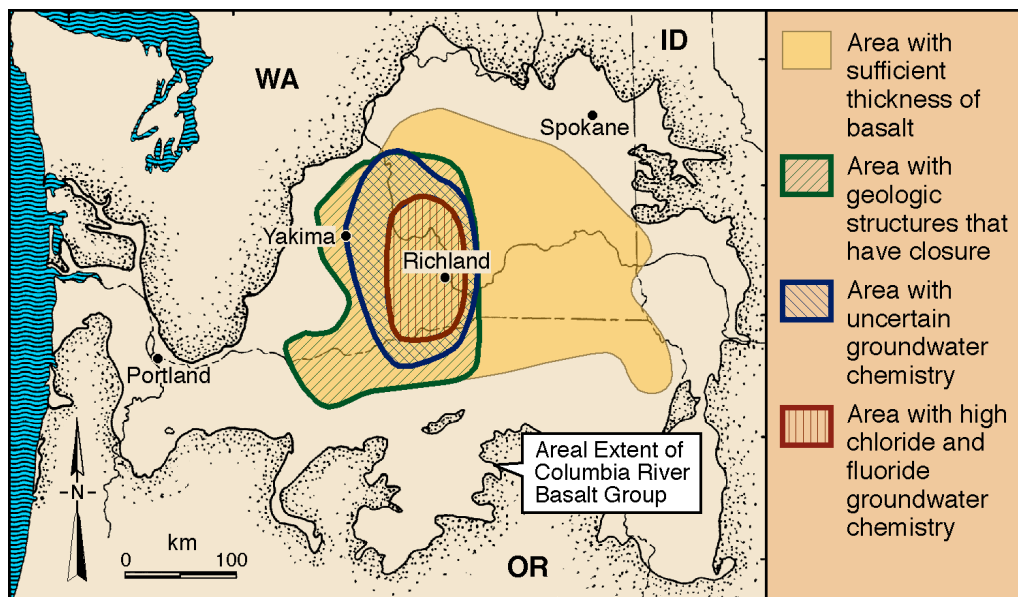 WA
ID
Spokane
Yakima
Richland
Portland
Areal Extent of
Columbia River
Basalt Group
-N-
km
0 100
OR
Area with
sufficient
thickness of
basalt
Area with
geologic
structures that
have closure
Area with
uncertain
groundwater
chemistry
Area with high
chloride and
fluoride
groundwater
chemistry